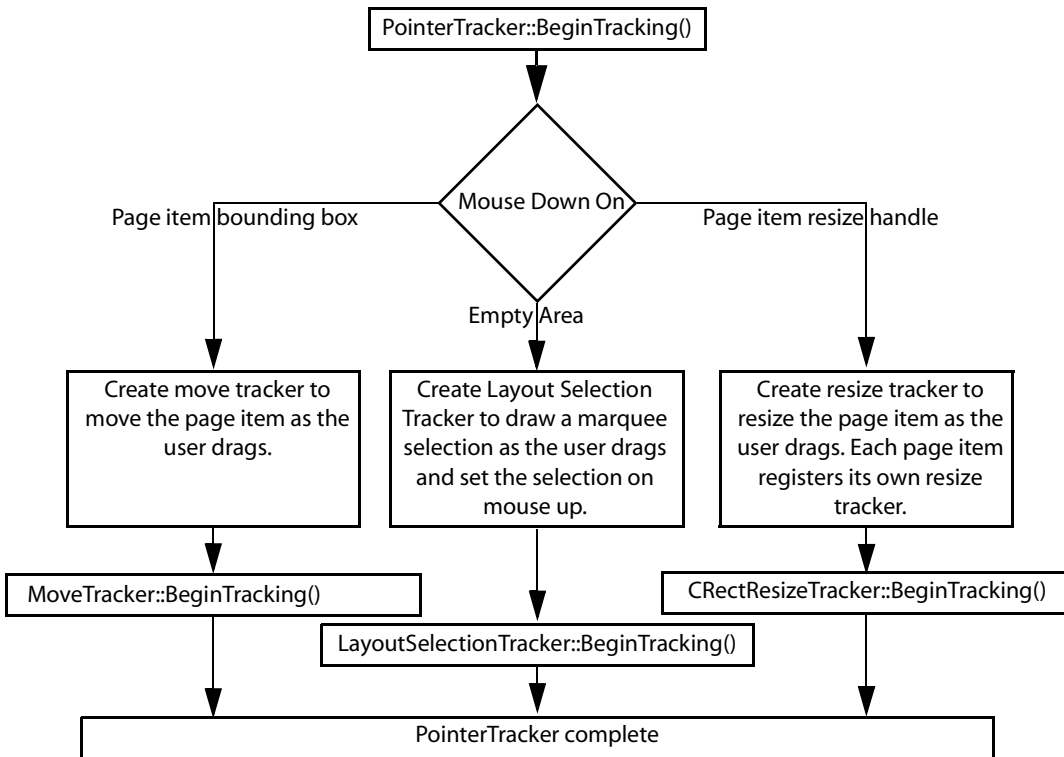 PointerTracker::BeginTracking()
Mouse Down On
Page item bounding box
Page item resize handle
Empty Area
Create move tracker to
move the page item as the
user drags.
Create Layout Selection
Tracker to draw a marquee
selection as the user drags
and set the selection on
mouse up.
Create resize tracker to
resize the page item as the
user drags. Each page item
registers its own resize
tracker.
MoveTracker::BeginTracking()
CRectResizeTracker::BeginTracking()
LayoutSelectionTracker::BeginTracking()
PointerTracker complete